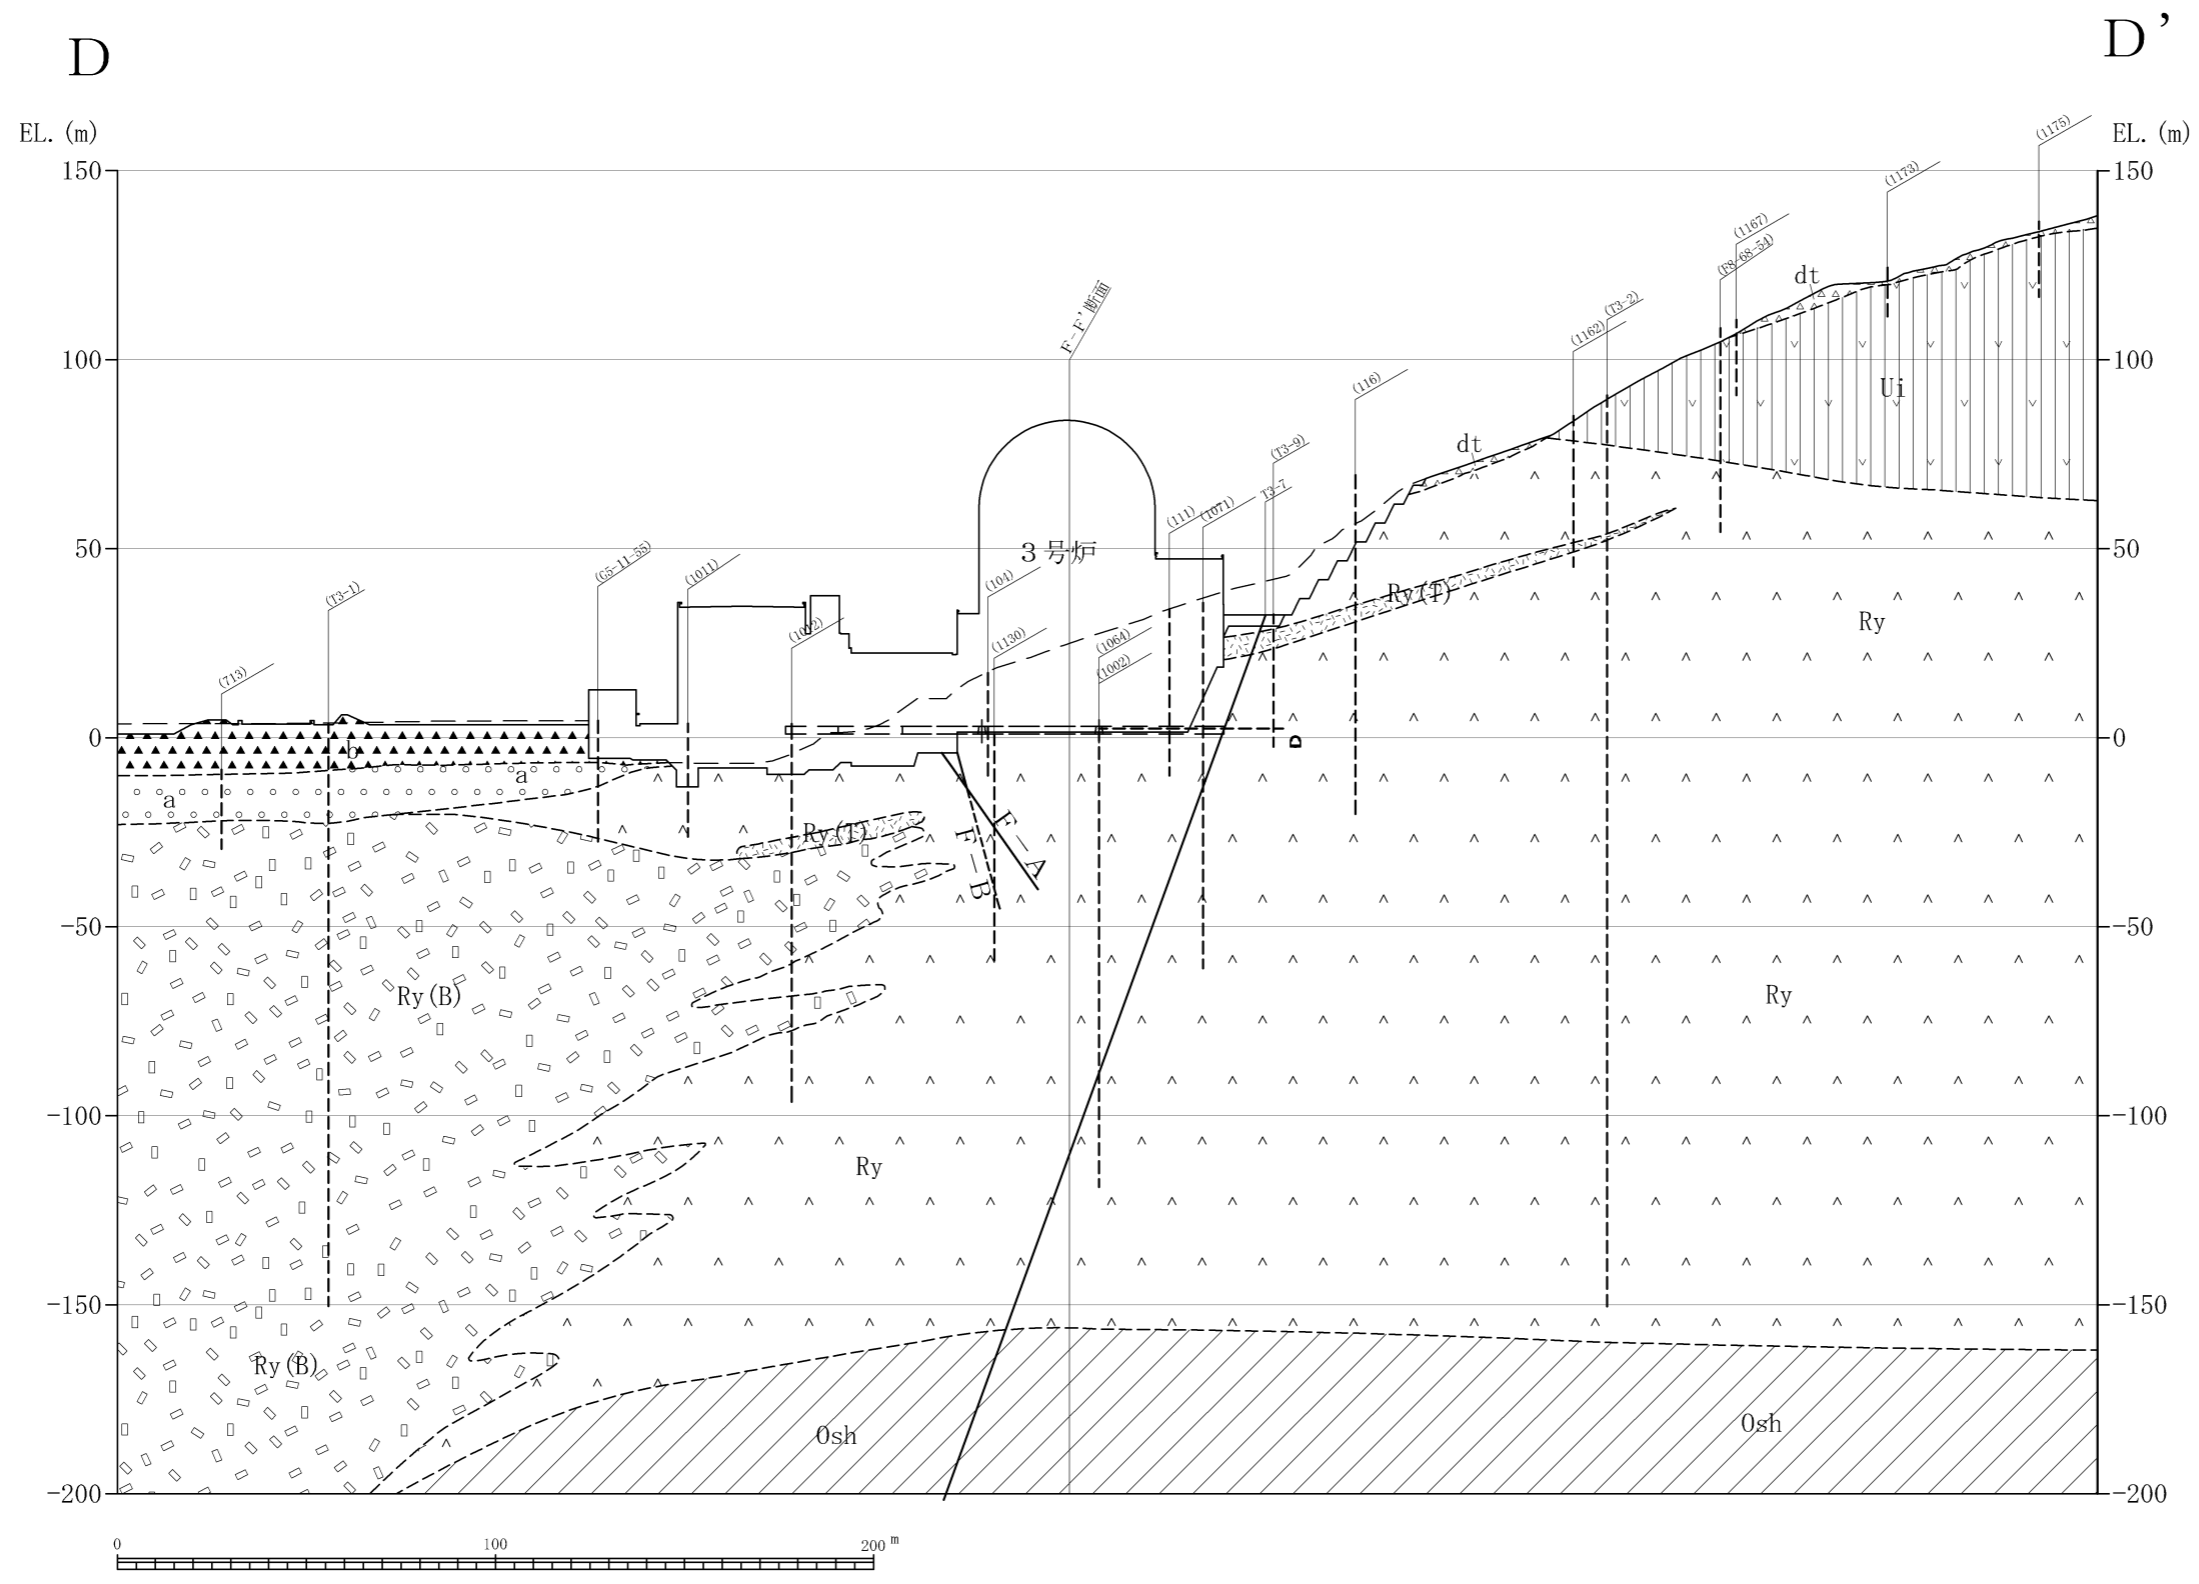 D
D'
EL. (m)
EL. (m)
150
150
100
100
50
50
0
0
-50
-50
-100
-100
-150
-150
-200
-200
(1175)
(1173)
(1167)
(F8-68-54)
(T3-2)
(1162)
(116)
(T3-9)
T3-7
(1071)
(111)
F-F'断面
(104)
(1130)
(1064)
(1002)
(1012)
(1011)
(G5-11-55)
(T3-1)
(713)
dt
dt
Ui
3号炉
Ry(T)
Ry
b
a
a
D
Ry(T)
F-A
F-B
Ry(B)
Ry
Ry
Ry(B)
Osh
Osh
0
100
200 m